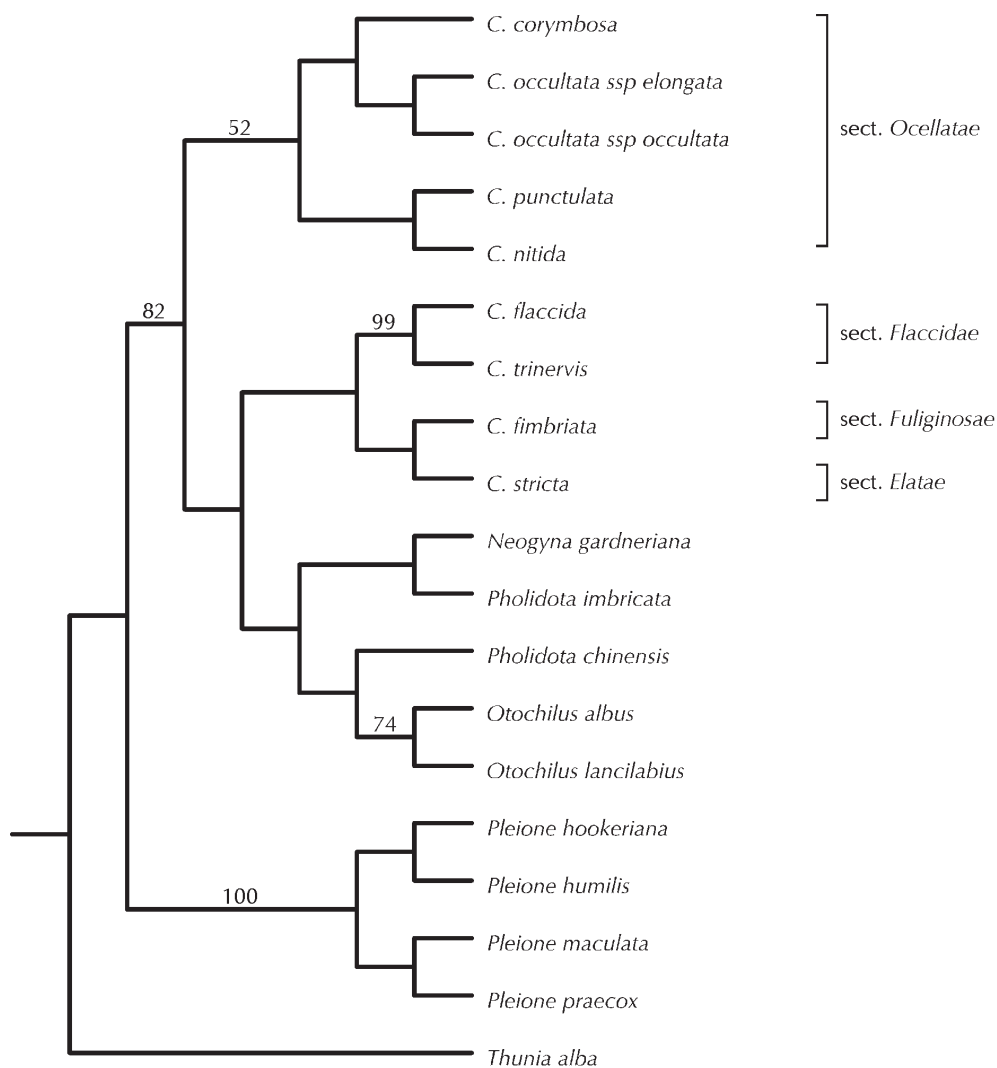 C. corymbosa
C. occultata ssp elongata
52
C. occultata ssp occultata
sect. Ocellatae
C. punctulata
C. nitida
82
C. flaccida
99
sect. Flaccidae
C. trinervis
C. fimbriata
sect. Fuliginosae
C. stricta
sect. Elatae
Neogyna gardneriana
Pholidota imbricata
Pholidota chinensis
Otochilus albus
74
Otochilus lancilabius
Pleione hookeriana
Pleione humilis
100
Pleione maculata
Pleione praecox
Thunia alba